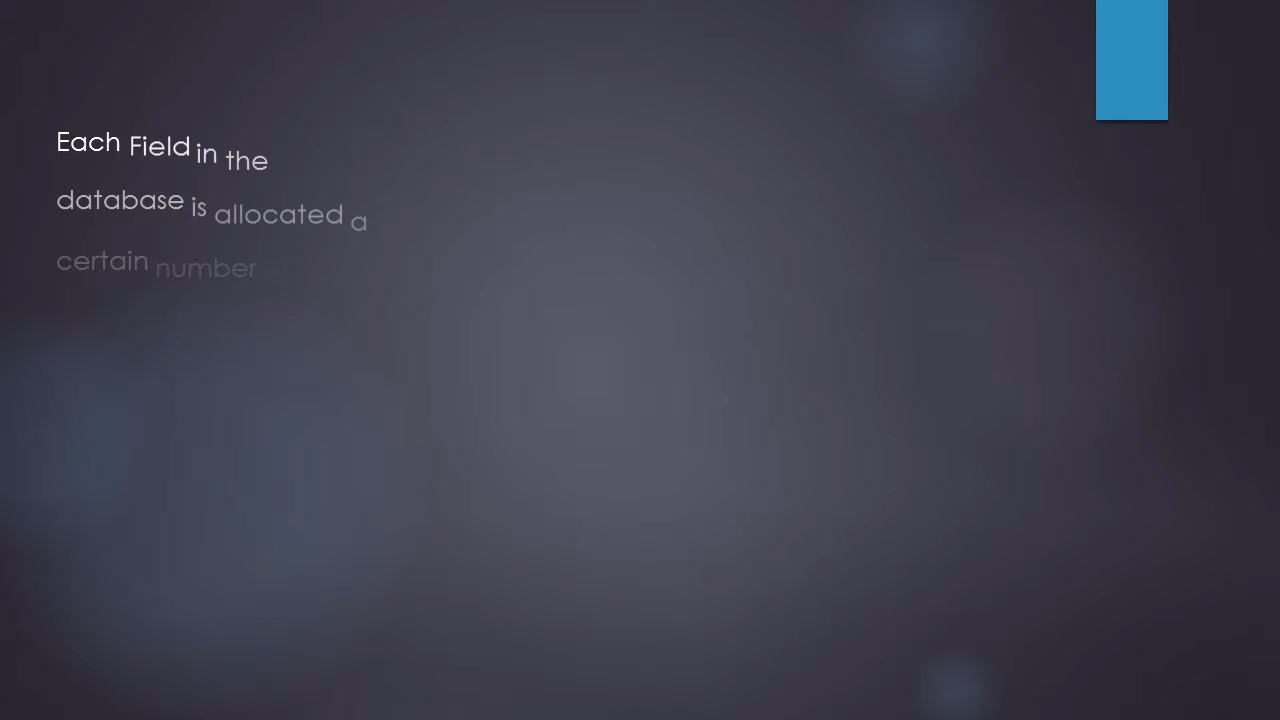 Each Field in the
database is allocated a
certain number